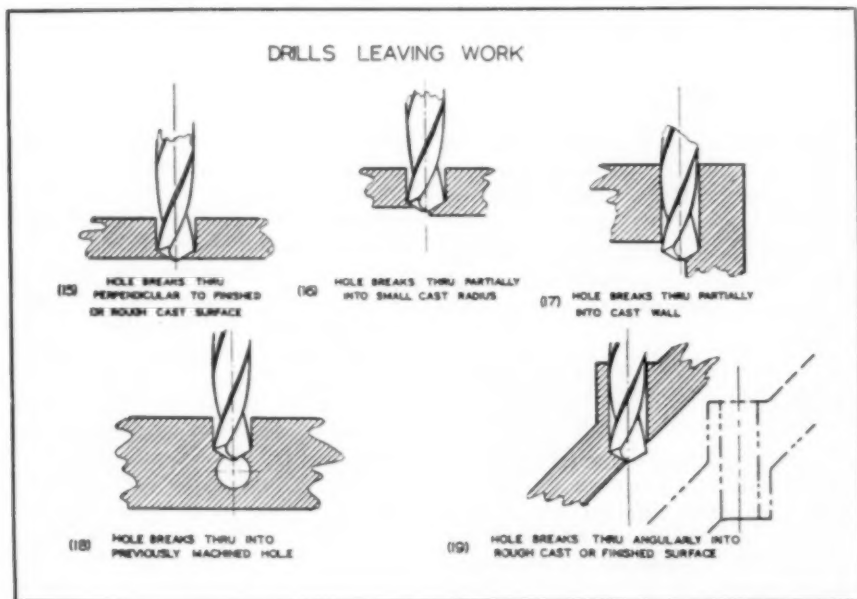 DRILLS LEAVING WORK
(15) HOLE BREAKS THRU
PERPENDICULAR TO FINISHED
OR ROUGH CAST SURFACE
(16) HOLE BREAKS THRU PARTIALLY
INTO SMALL CAST RADIUS
(17) HOLE BREAKS THRU PARTIALLY
INTO CAST WALL
(18) HOLE BREAKS THRU INTO
PREVIOUSLY MACHINED HOLE
(19) HOLE BREAKS THRU ANGULARLY INTO
ROUGH CAST OR FINISHED SURFACE